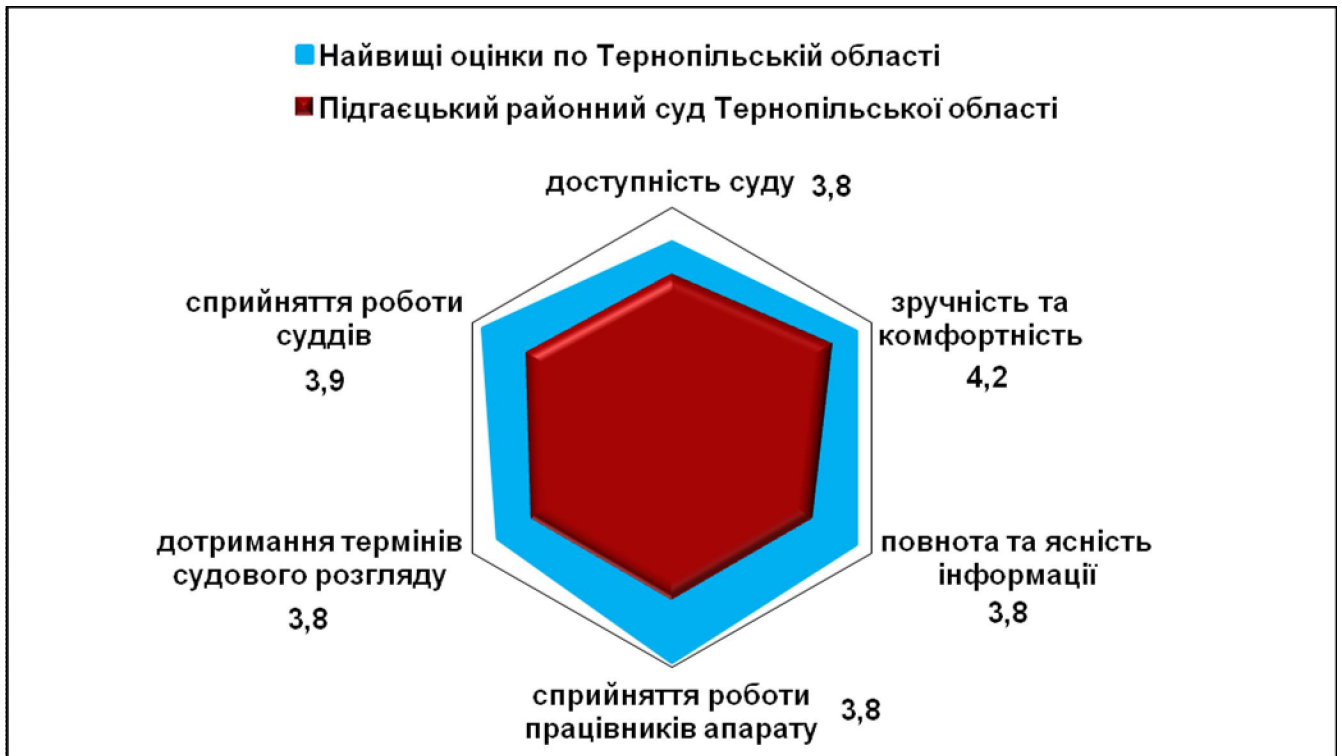 Найвищі оцінки по Тернопільській області
Підгаєцький районний суд Тернопільської області
доступність суду 3,8
зручність та
комфортність
4,2
повнота та ясність
інформації
3,8
сприйняття роботи
працівників апарату 3,8
дотримання термінів
судового розгляду
3,8
сприйняття роботи
суддів
3,9